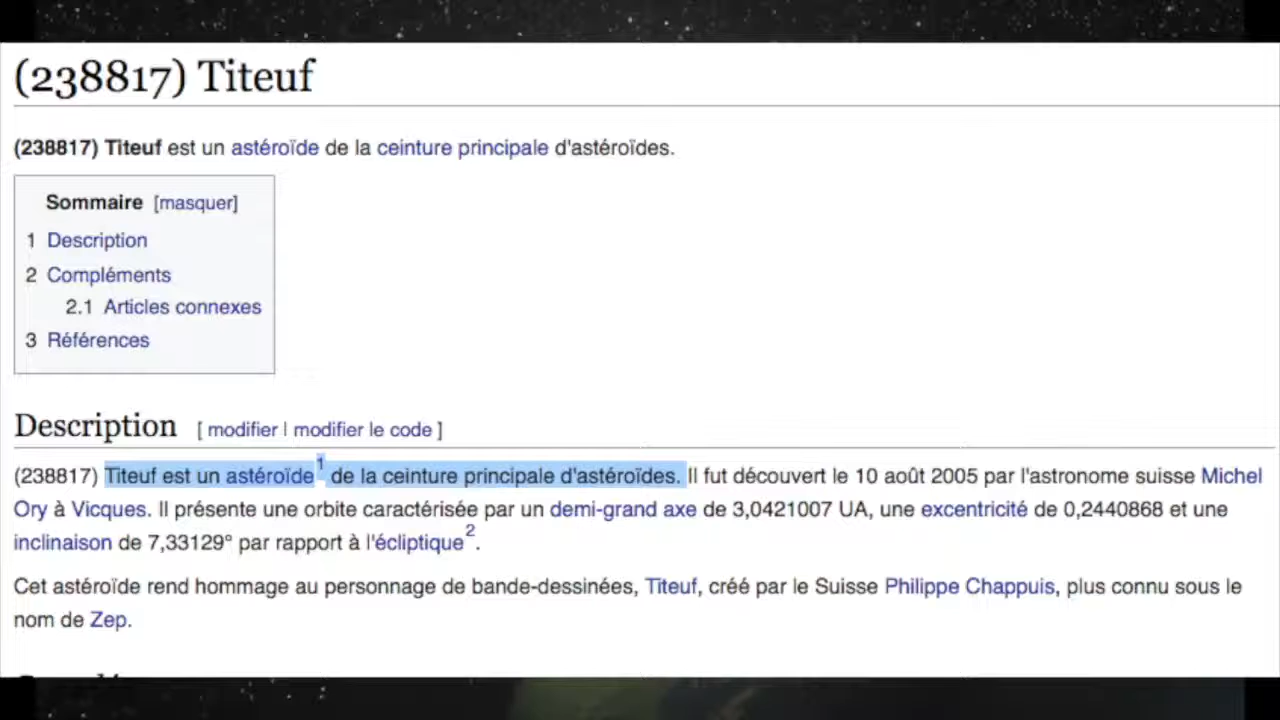 (238817) Titeuf
(238817) Titeuf est un astéroïde de la ceinture principale d'astéroïdes.
Sommaire [masquer]
1 Description
2 Compléments
2.1 Articles connexes
3 Références
Description [ modifier | modifier le code ]
(238817) Titeuf est un astéroïde1 de la ceinture principale d'astéroïdes. Il fut découvert le 10 août 2005 par l'astronome suisse Michel
Ory à Vicques. Il présente une orbite caractérisée par un demi-grand axe de 3,0421007 UA, une excentricité de 0,2440868 et une
inclinaison de 7,33129° par rapport à l'écliptique2.
Cet astéroïde rend hommage au personnage de bande-dessinées, Titeuf, créé par le Suisse Philippe Chappuis, plus connu sous le
nom de Zep.